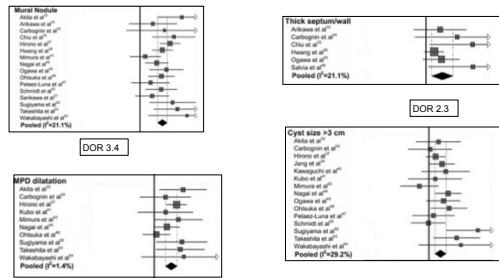 Mural Nodule
Akita et al
Arikawa et al
Carbognin et al
Chiu et al
Hirono et al
Hwang et al
Mimura et al
Nagai et al
Ogawa et al
Ohtsuka et al
Pelaez-Luna et al
Schmidt et al
Serikawa et al
Sugiyama et al
Takeshita et al
Wakabayashi et al
Pooled (I²=21.1%)
DOR 3.4
MPD dilatation
Akita et al
Carbognin et al
Hirono et al
Kubo et al
Mimura et al
Nagai et al
Ohtsuka et al
Sugiyama et al
Takeshita et al
Wakabayashi et al
Pooled (I²=1.4%)
Thick septum/wall
Arikawa et al
Carbognin et al
Chiu et al
Hwang et al
Ogawa et al
Salvia et al
Pooled (I²=21.1%)
DOR 2.3
Cyst size >3 cm
Akita et al
Carbognin et al
Hirono et al
Jang et al
Kawaguchi et al
Kubo et al
Mimura et al
Nagai et al
Ogawa et al
Ohtsuka et al
Pelaez-Luna et al
Schmidt et al
Sugiyama et al
Takeshita et al
Wakabayashi et al
Pooled (I²=29.2%)